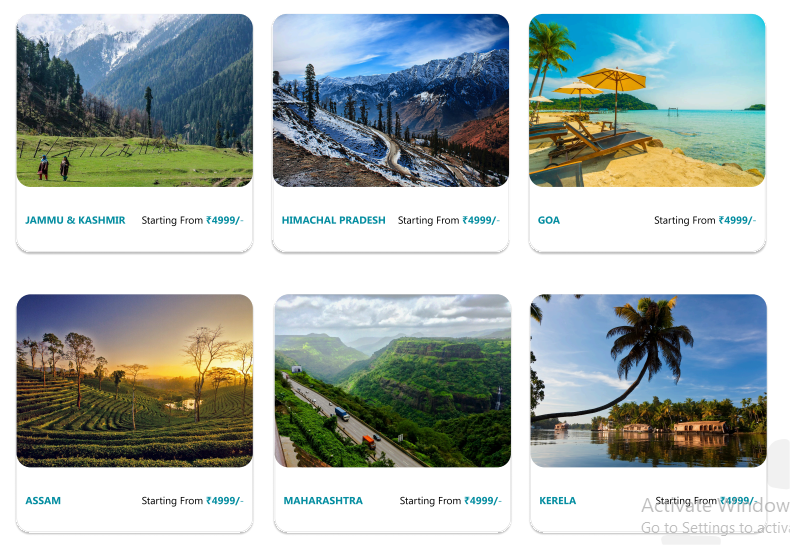 JAMMU & KASHMIR Starting From ₹4999/-
HIMACHAL PRADESH Starting From ₹4999/-
GOA Starting From ₹4999/-
ASSAM Starting From ₹4999/-
MAHARASHTRA Starting From ₹4999/-
KERELA Starting From ₹4999/-
Activate Window
Go to Settings to activa